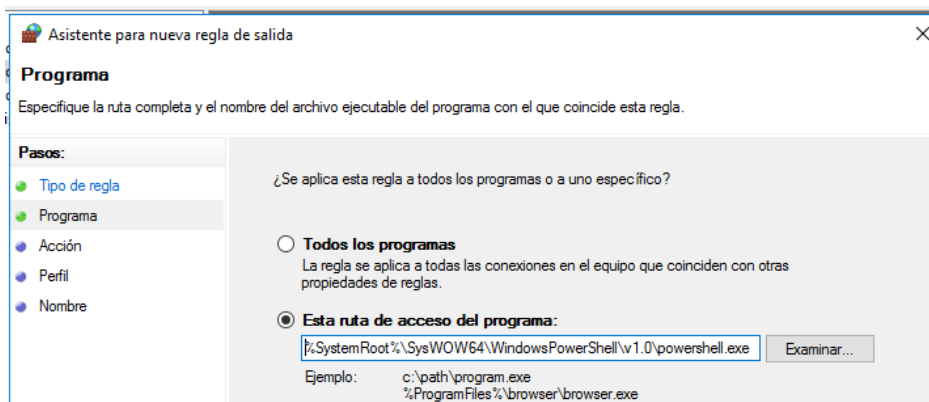 Asistente para nueva regla de salida
Programa
Especifique la ruta completa y el nombre del archivo ejecutable del programa con el que coincide esta regla.
Pasos:
Tipo de regla
Programa
Acción
Perfil
Nombre
¿Se aplica esta regla a todos los programas o a uno específico?
Todos los programas
La regla se aplica a todas las conexiones en el equipo que coinciden con otras
propiedades de reglas.
Esta ruta de acceso del programa:
%SystemRoot%\SysWOW64\WindowsPowerShell\v1.0\powershell.exe
Examinar...
Ejemplo: c:\path\program.exe
%ProgramFiles%\browser\browser.exe